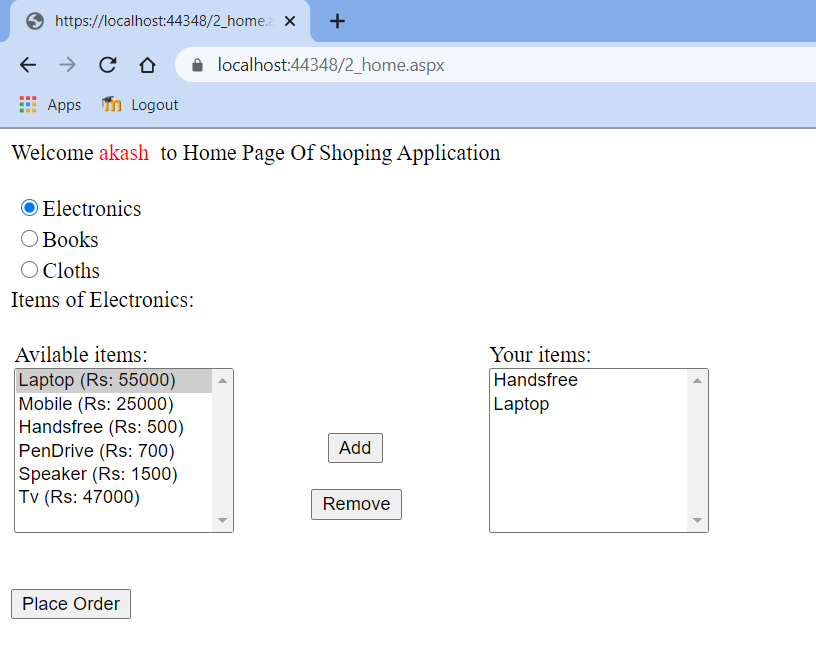 https://localhost:44348/2_home.a
localhost:44348/2_home.aspx
Apps
Logout
Welcome akash to Home Page Of Shoping Application
Electronics
Books
Cloths
Items of Electronics:
Avilable items:
Laptop (Rs: 55000)
Mobile (Rs: 25000)
Handsfree (Rs: 500)
PenDrive (Rs: 700)
Speaker (Rs: 1500)
Tv (Rs: 47000)
Add
Remove
Your items:
Handsfree
Laptop
Place Order